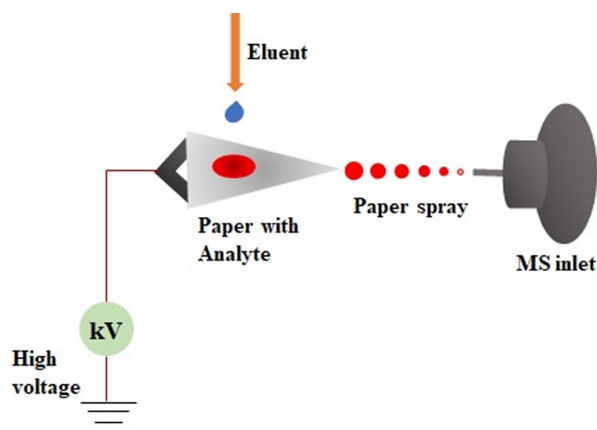 Eluent
Paper with
Analyte
Paper spray
MS inlet
kV
High
voltage